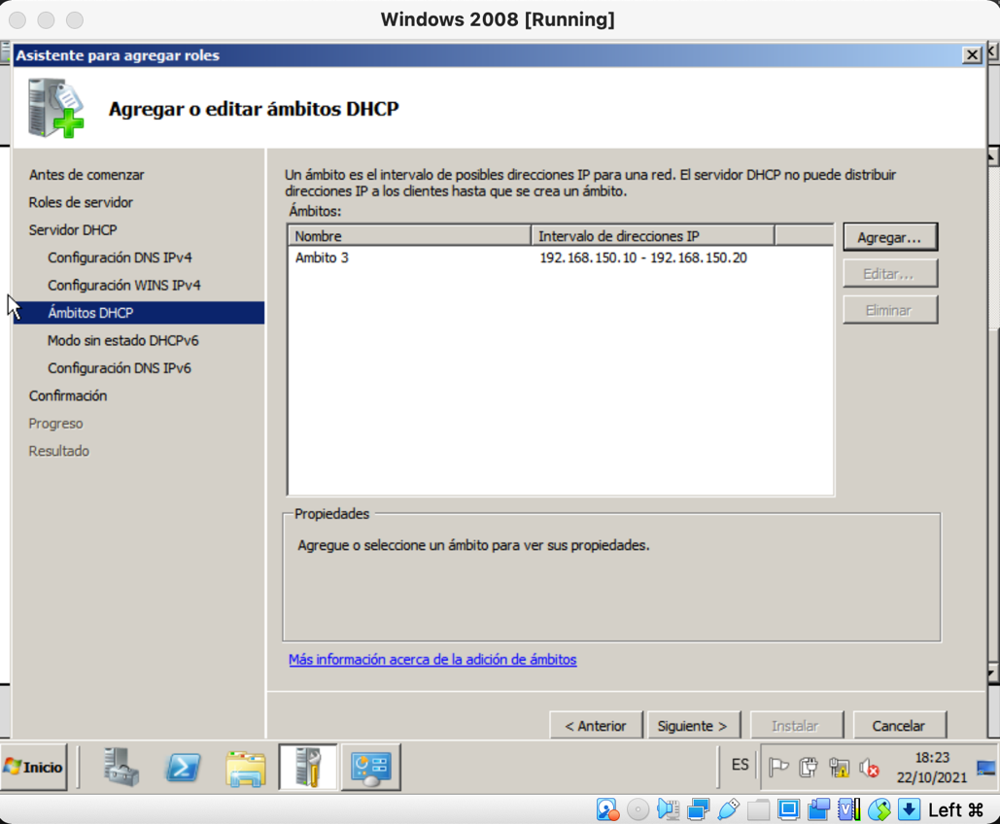 Windows 2008 [Running]
Asistente para agregar roles
Agregar o editar ámbitos DHCP
Antes de comenzar
Roles de servidor
Servidor DHCP
Configuración DNS IPv4
Configuración WINS IPv4
Ámbitos DHCP
Modo sin estado DHCPv6
Configuración DNS IPv6
Confirmación
Progreso
Resultado
Un ámbito es el intervalo de posibles direcciones IP para una red. El servidor DHCP no puede distribuir
direcciones IP a los clientes hasta que se crea un ámbito.
Ámbitos:
Nombre Intervalo de direcciones IP
Ambito 3 192.168.150.10 - 192.168.150.20
Agregar...
Editar...
Eliminar
Propiedades
Agregue o seleccione un ámbito para ver sus propiedades.
Más información acerca de la adición de ámbitos
< Anterior Siguiente > Instalar Cancelar
Inicio ES 18:23
22/10/2021
Left ⌘